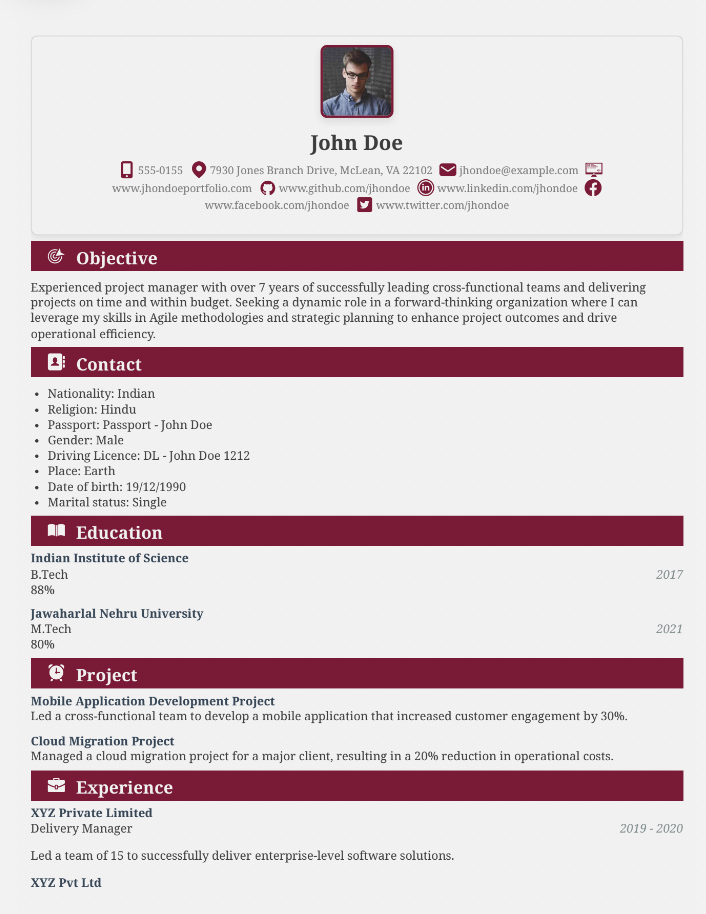 John Doe
555-0155 7930 Jones Branch Drive, McLean, VA 22102 jhondoe@example.com
www.jhondoeportfolio.com www.github.com/jhondoe www.linkedin.com/jhondoe
www.facebook.com/jhondoe www.twitter.com/jhondoe
Objective
Experienced project manager with over 7 years of successfully leading cross-functional teams and delivering
projects on time and within budget. Seeking a dynamic role in a forward-thinking organization where I can
leverage my skills in Agile methodologies and strategic planning to enhance project outcomes and drive
operational efficiency.
Contact
• Nationality: Indian
• Religion: Hindu
• Passport: Passport - John Doe
• Gender: Male
• Driving Licence: DL - John Doe 1212
• Place: Earth
• Date of birth: 19/12/1990
• Marital status: Single
Education
Indian Institute of Science
B.Tech 2017
88%
Jawaharlal Nehru University
M.Tech 2021
80%
Project
Mobile Application Development Project
Led a cross-functional team to develop a mobile application that increased customer engagement by 30%.
Cloud Migration Project
Managed a cloud migration project for a major client, resulting in a 20% reduction in operational costs.
Experience
XYZ Private Limited
Delivery Manager 2019 - 2020
Led a team of 15 to successfully deliver enterprise-level software solutions.
XYZ Pvt Ltd